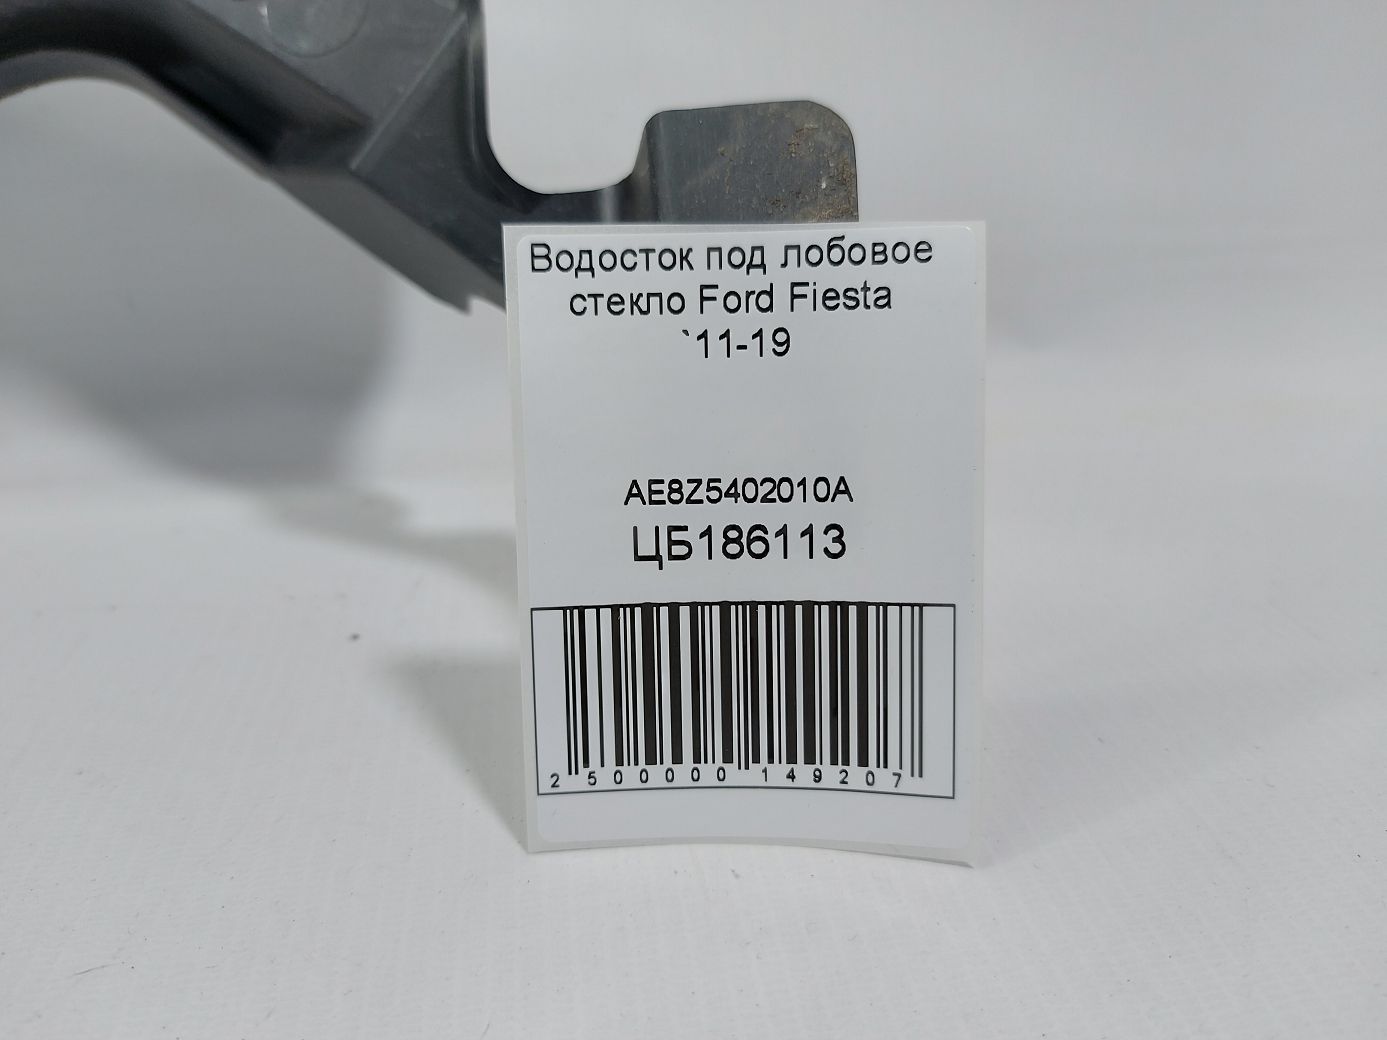 Водосток под лобовое
стекло Ford Fiesta
`11-19
AE8Z5402010A
ЦБ186113
2 500000 149207